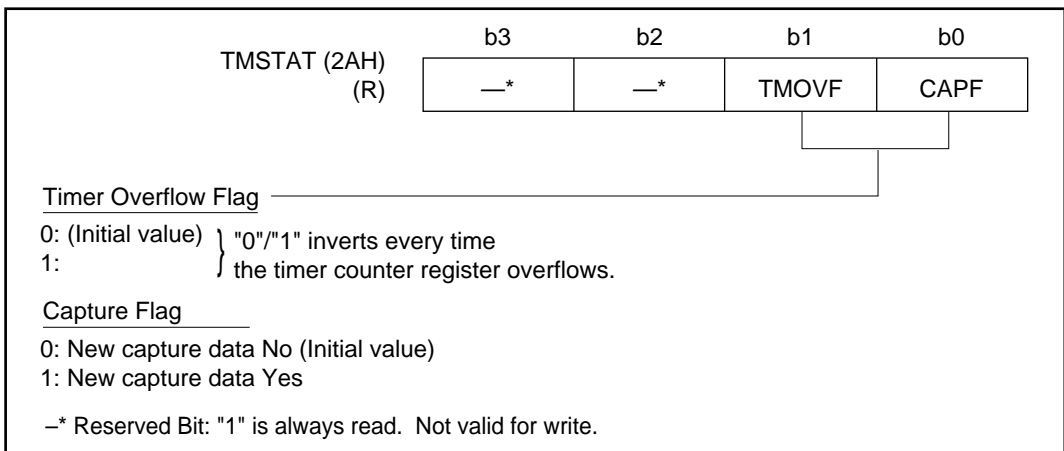 b3 b2 b1 b0
TMSTAT (2AH)
(R)
—* —* TMOVF CAPF
Timer Overflow Flag
0: (Initial value)
1:
} "0"/"1" inverts every time
the timer counter register overflows.
Capture Flag
0: New capture data No (Initial value)
1: New capture data Yes
–* Reserved Bit: "1" is always read. Not valid for write.